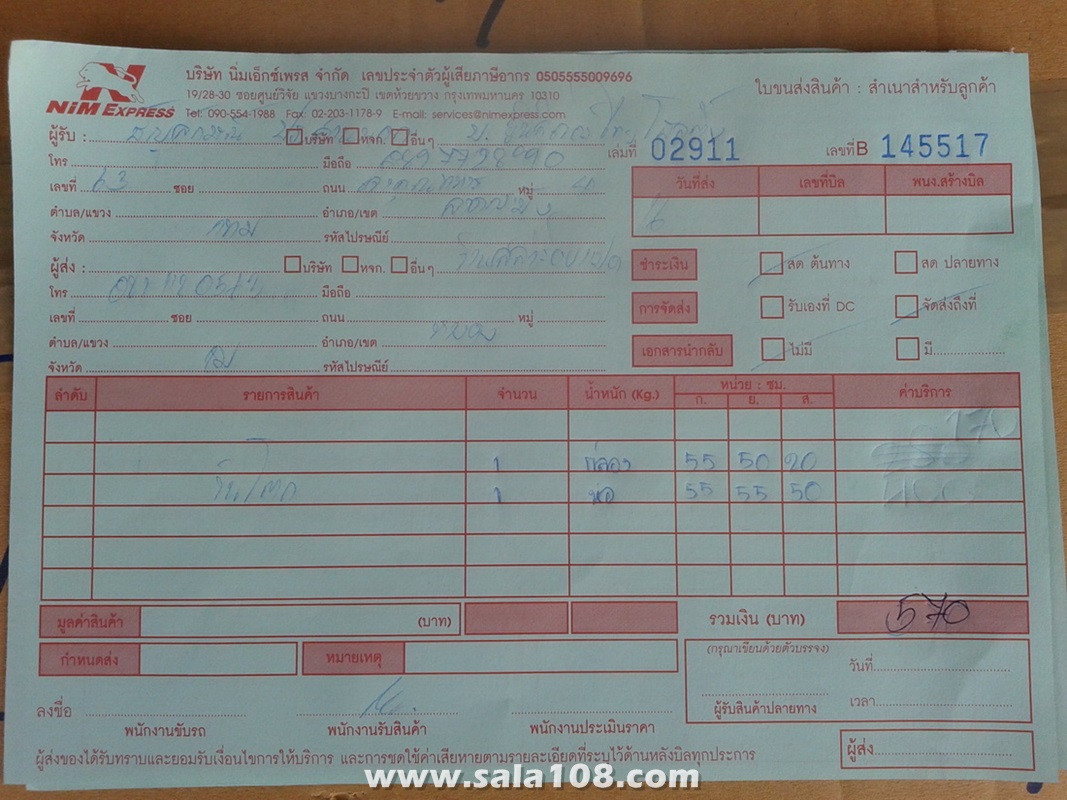 NiM EXPRESS
บริษัท นิ่มเอ็กซ์เพรส จำกัด เลขประจำตัวผู้เสียภาษีอากร 0505555009696
19/28-30 ซอยศูนย์วิจัย แขวงบางกะปิ เขตห้วยขวาง กรุงเทพมหานคร 10310
Tel: 090-554-1988 Fax: 02-203-1178-9 E-mail: services@nimexpress.com
ใบขนส่งสินค้า : สำเนาสำหรับลูกค้า
ผู้รับ : บริษัท หจก. อื่นๆ
เล่มที่ 02911 เลขที่B 145517
โทร มือถือ
เลขที่ 63 ซอย ถนน หมู่ 4
ตำบล/แขวง อำเภอ/เขต
จังหวัด รหัสไปรษณีย์
วันที่ส่ง เลขที่บิล พนง.สร้างบิล
ผู้ส่ง : บริษัท หจก. อื่นๆ
โทร มือถือ
เลขที่ ซอย ถนน หมู่
ตำบล/แขวง อำเภอ/เขต
จังหวัด รหัสไปรษณีย์
ชำระเงิน สด ต้นทาง สด ปลายทาง
การจัดส่ง รับเองที่ DC จัดส่งถึงที่
เอกสารนำกลับ ไม่มี มี
ลำดับ รายการสินค้า จำนวน น้ำหนัก (Kg.) หน่วย : ซม. ค่าบริการ
ก. ย. ส.
170
1 กล่อง 55 50 20
1 ห่อ 55 55 50
มูลค่าสินค้า (บาท) รวมเงิน (บาท) 570
กำหนดส่ง หมายเหตุ
(กรุณาเขียนด้วยตัวบรรจง)
วันที่
เวลา
ผู้รับสินค้าปลายทาง
ลงชื่อ
พนักงานขับรถ พนักงานรับสินค้า พนักงานประเมินราคา
ผู้ส่งของได้รับทราบและยอมรับเงื่อนไขการให้บริการ และการชดใช้ค่าเสียหายตามรายละเอียดที่ระบุไว้ด้านหลังบิลทุกประการ
ผู้ส่ง
www.sala108.com